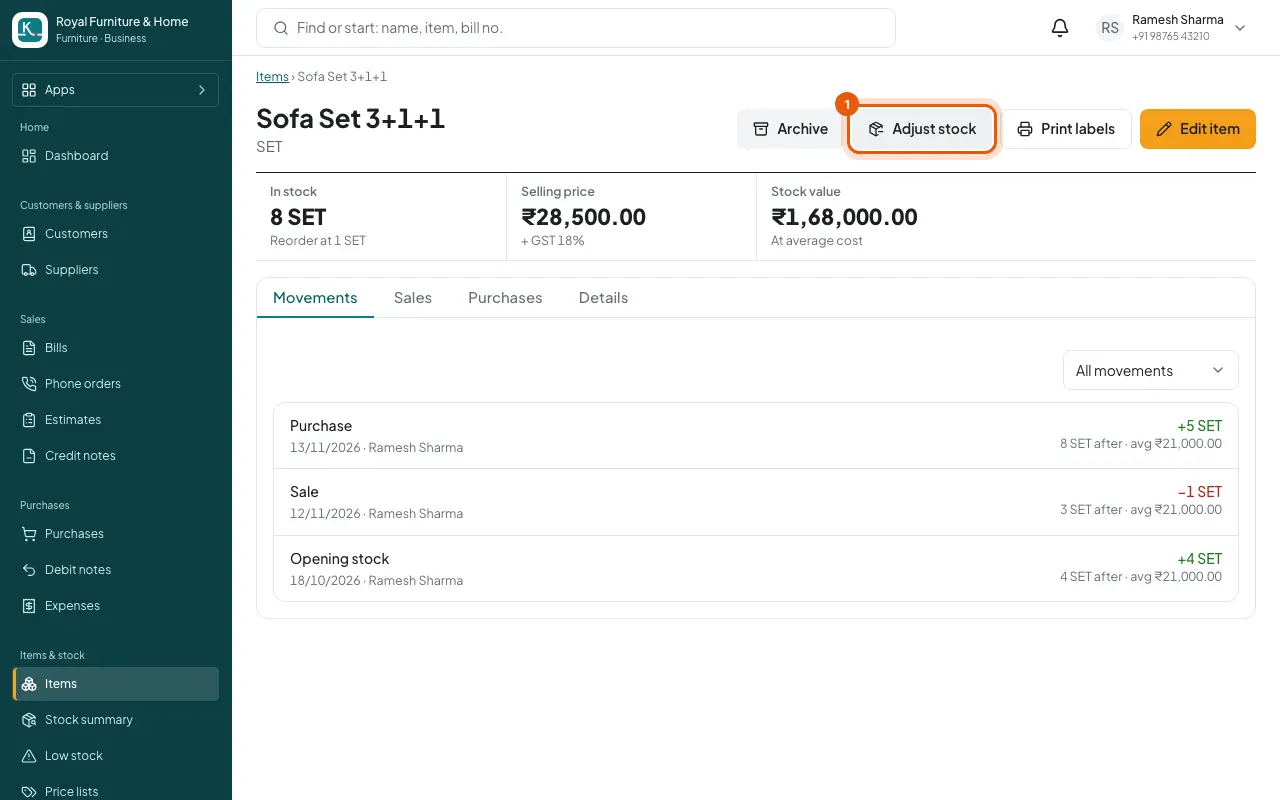 Royal Furniture & Home
Furniture · Business
Apps
Home
Dashboard
Customers & suppliers
Customers
Suppliers
Sales
Bills
Phone orders
Estimates
Credit notes
Purchases
Purchases
Debit notes
Expenses
Items & stock
Items
Stock summary
Low stock
Price lists
Find or start: name, item, bill no.
RS
Ramesh Sharma
+91 98765 43210
Items › Sofa Set 3+1+1
Sofa Set 3+1+1
SET
Archive
1
Adjust stock
Print labels
Edit item
In stock
8 SET
Reorder at 1 SET
Selling price
₹28,500.00
+ GST 18%
Stock value
₹1,68,000.00
At average cost
Movements Sales Purchases Details
All movements
Purchase
13/11/2026 · Ramesh Sharma
+5 SET
8 SET after · avg ₹21,000.00
Sale
12/11/2026 · Ramesh Sharma
−1 SET
3 SET after · avg ₹21,000.00
Opening stock
18/10/2026 · Ramesh Sharma
+4 SET
4 SET after · avg ₹21,000.00